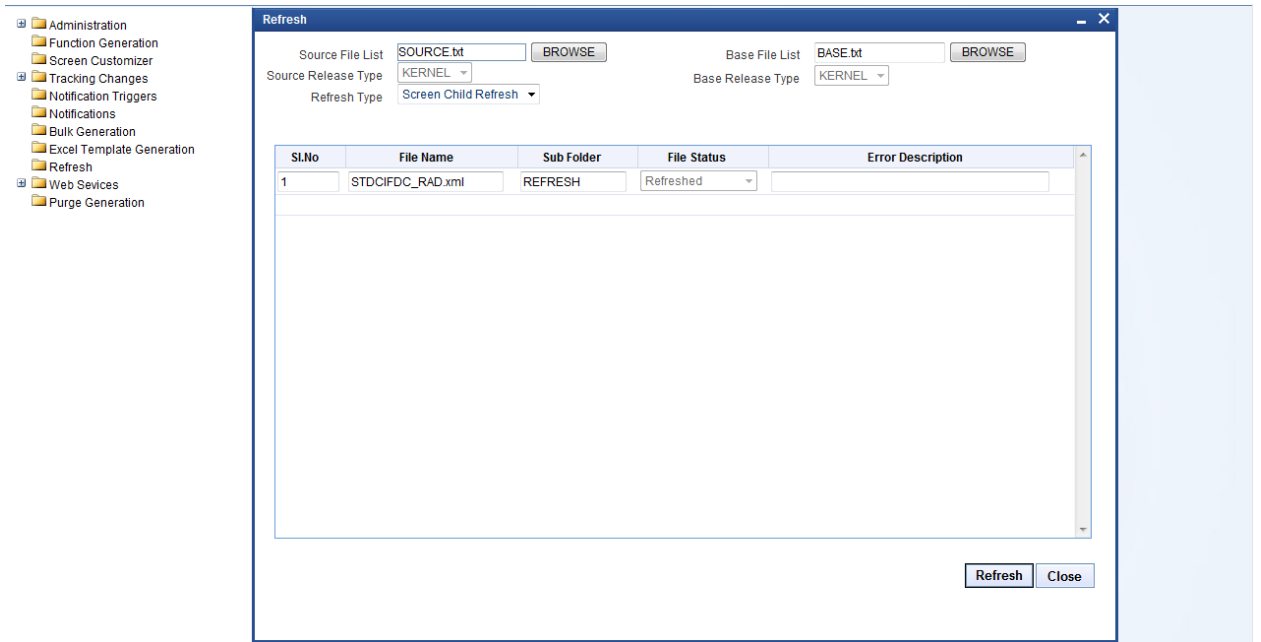 Administration
Function Generation
Screen Customizer
Tracking Changes
Notification Triggers
Notifications
Bulk Generation
Excel Template Generation
Refresh
Web Sevices
Purge Generation
Refresh
Source File List SOURCE.txt BROWSE Base File List BASE.txt BROWSE
Source Release Type KERNEL Base Release Type KERNEL
Refresh Type Screen Child Refresh
Sl.No File Name Sub Folder File Status Error Description
1 STDCIFDC_RAD.xml REFRESH Refreshed
Refresh Close